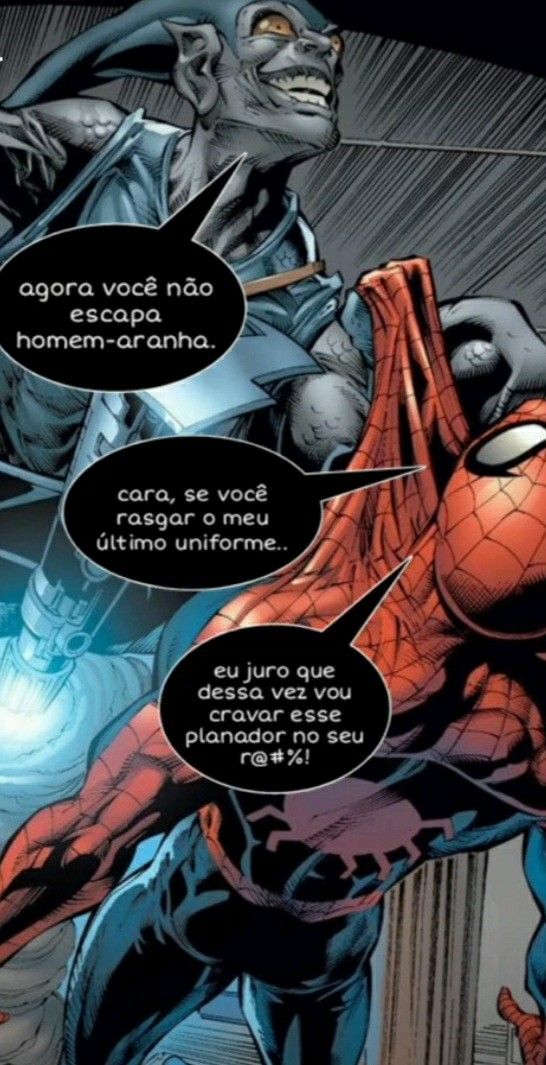 agora você não
escapa
homem-aranha.
cara, se você
rasgar o meu
último uniforme..
eu juro que
dessa vez vou
cravar esse
planador no seu
r@#%!